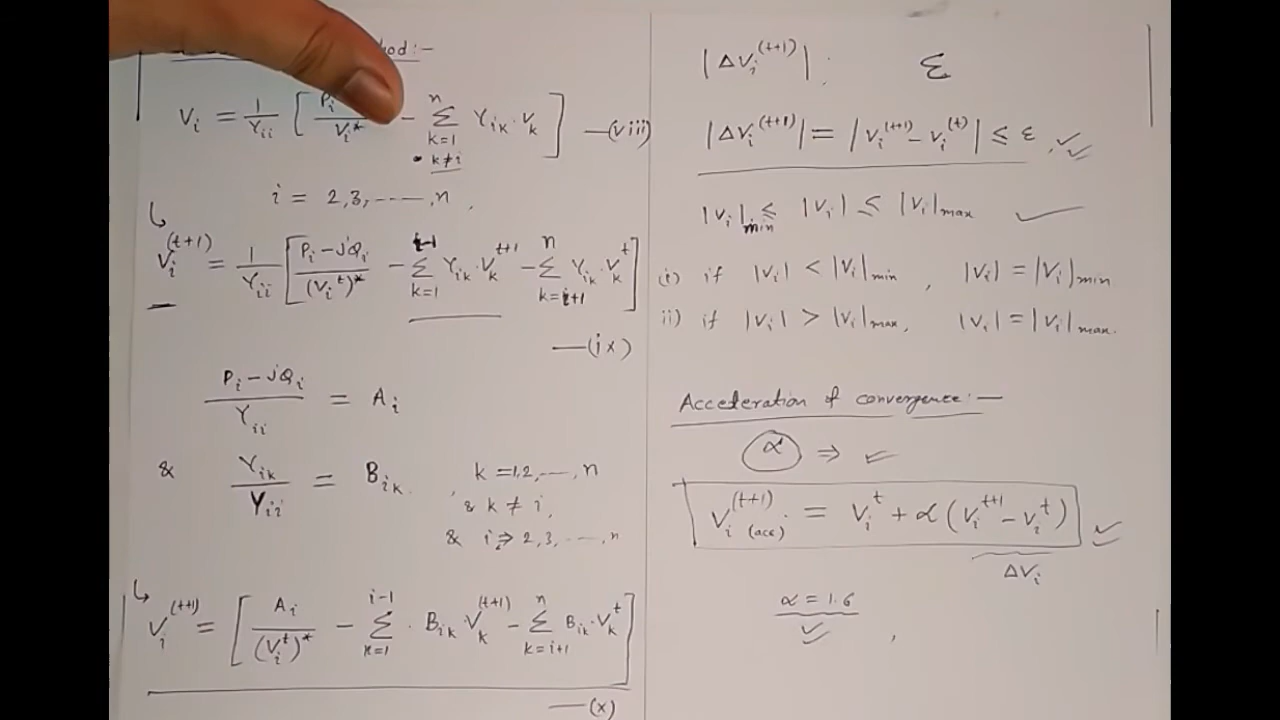 hod:-
Vi = 1/Yii [ Pi / Vi* - Σ(k=1, k≠i → n) Yik·Vk ] —(viii)
i = 2,3,-----,n,
↳ Vi^(t+1) = 1/Yii [ (Pi-jQi)/(Vi^t)* - Σ(k=1 → i-1) Yik·Vk^t+1 - Σ(k=i+1 → n) Yik·Vk^t ]
—(ix)
(Pi-jQi)/Yii = Ai
& Yik/Yii = Bik, k=1,2,---,n
& k≠i,
& i⇒2,3,----,n
↳ Vi^(t+1) = [ Ai/(Vi^t)* - Σ(k=1 → i-1)·Bik·Vk^(t+1) - Σ(k=i+1 → n) Bik·Vk^t ]
—(x)
|ΔVi^(t+1)|, ε
|ΔVi^(t+1)| = |Vi^(t+1) - Vi^(t)| ≤ ε, ✓✓
|Vi|min ≤ |Vi| ≤ |Vi|max ✓
(i) if |Vi| < |Vi|min, |Vi| = |Vi|min
ii) if |Vi| > |Vi|max, |Vi| = |Vi|max.
Acceleration of convergence:—
α ⇒ ✓
Vi(acc)^(t+1) = Vi^t + α(Vi^t+1 - Vi^t) ✓
ΔVi
α = 1.6
✓ ,